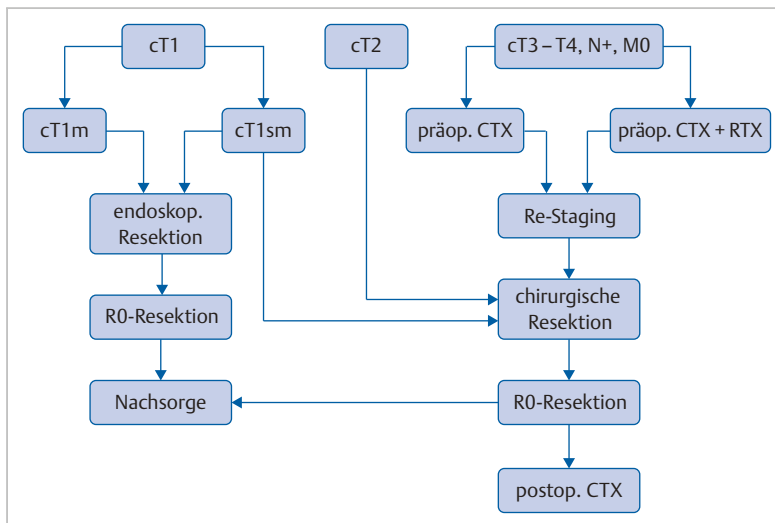 cT1
cT2
cT3 – T4, N+, M0
cT1m
cT1sm
präop. CTX
präop. CTX + RTX
endoskop.
Resektion
Re-Staging
R0-Resektion
chirurgische
Resektion
Nachsorge
R0-Resektion
postop. CTX